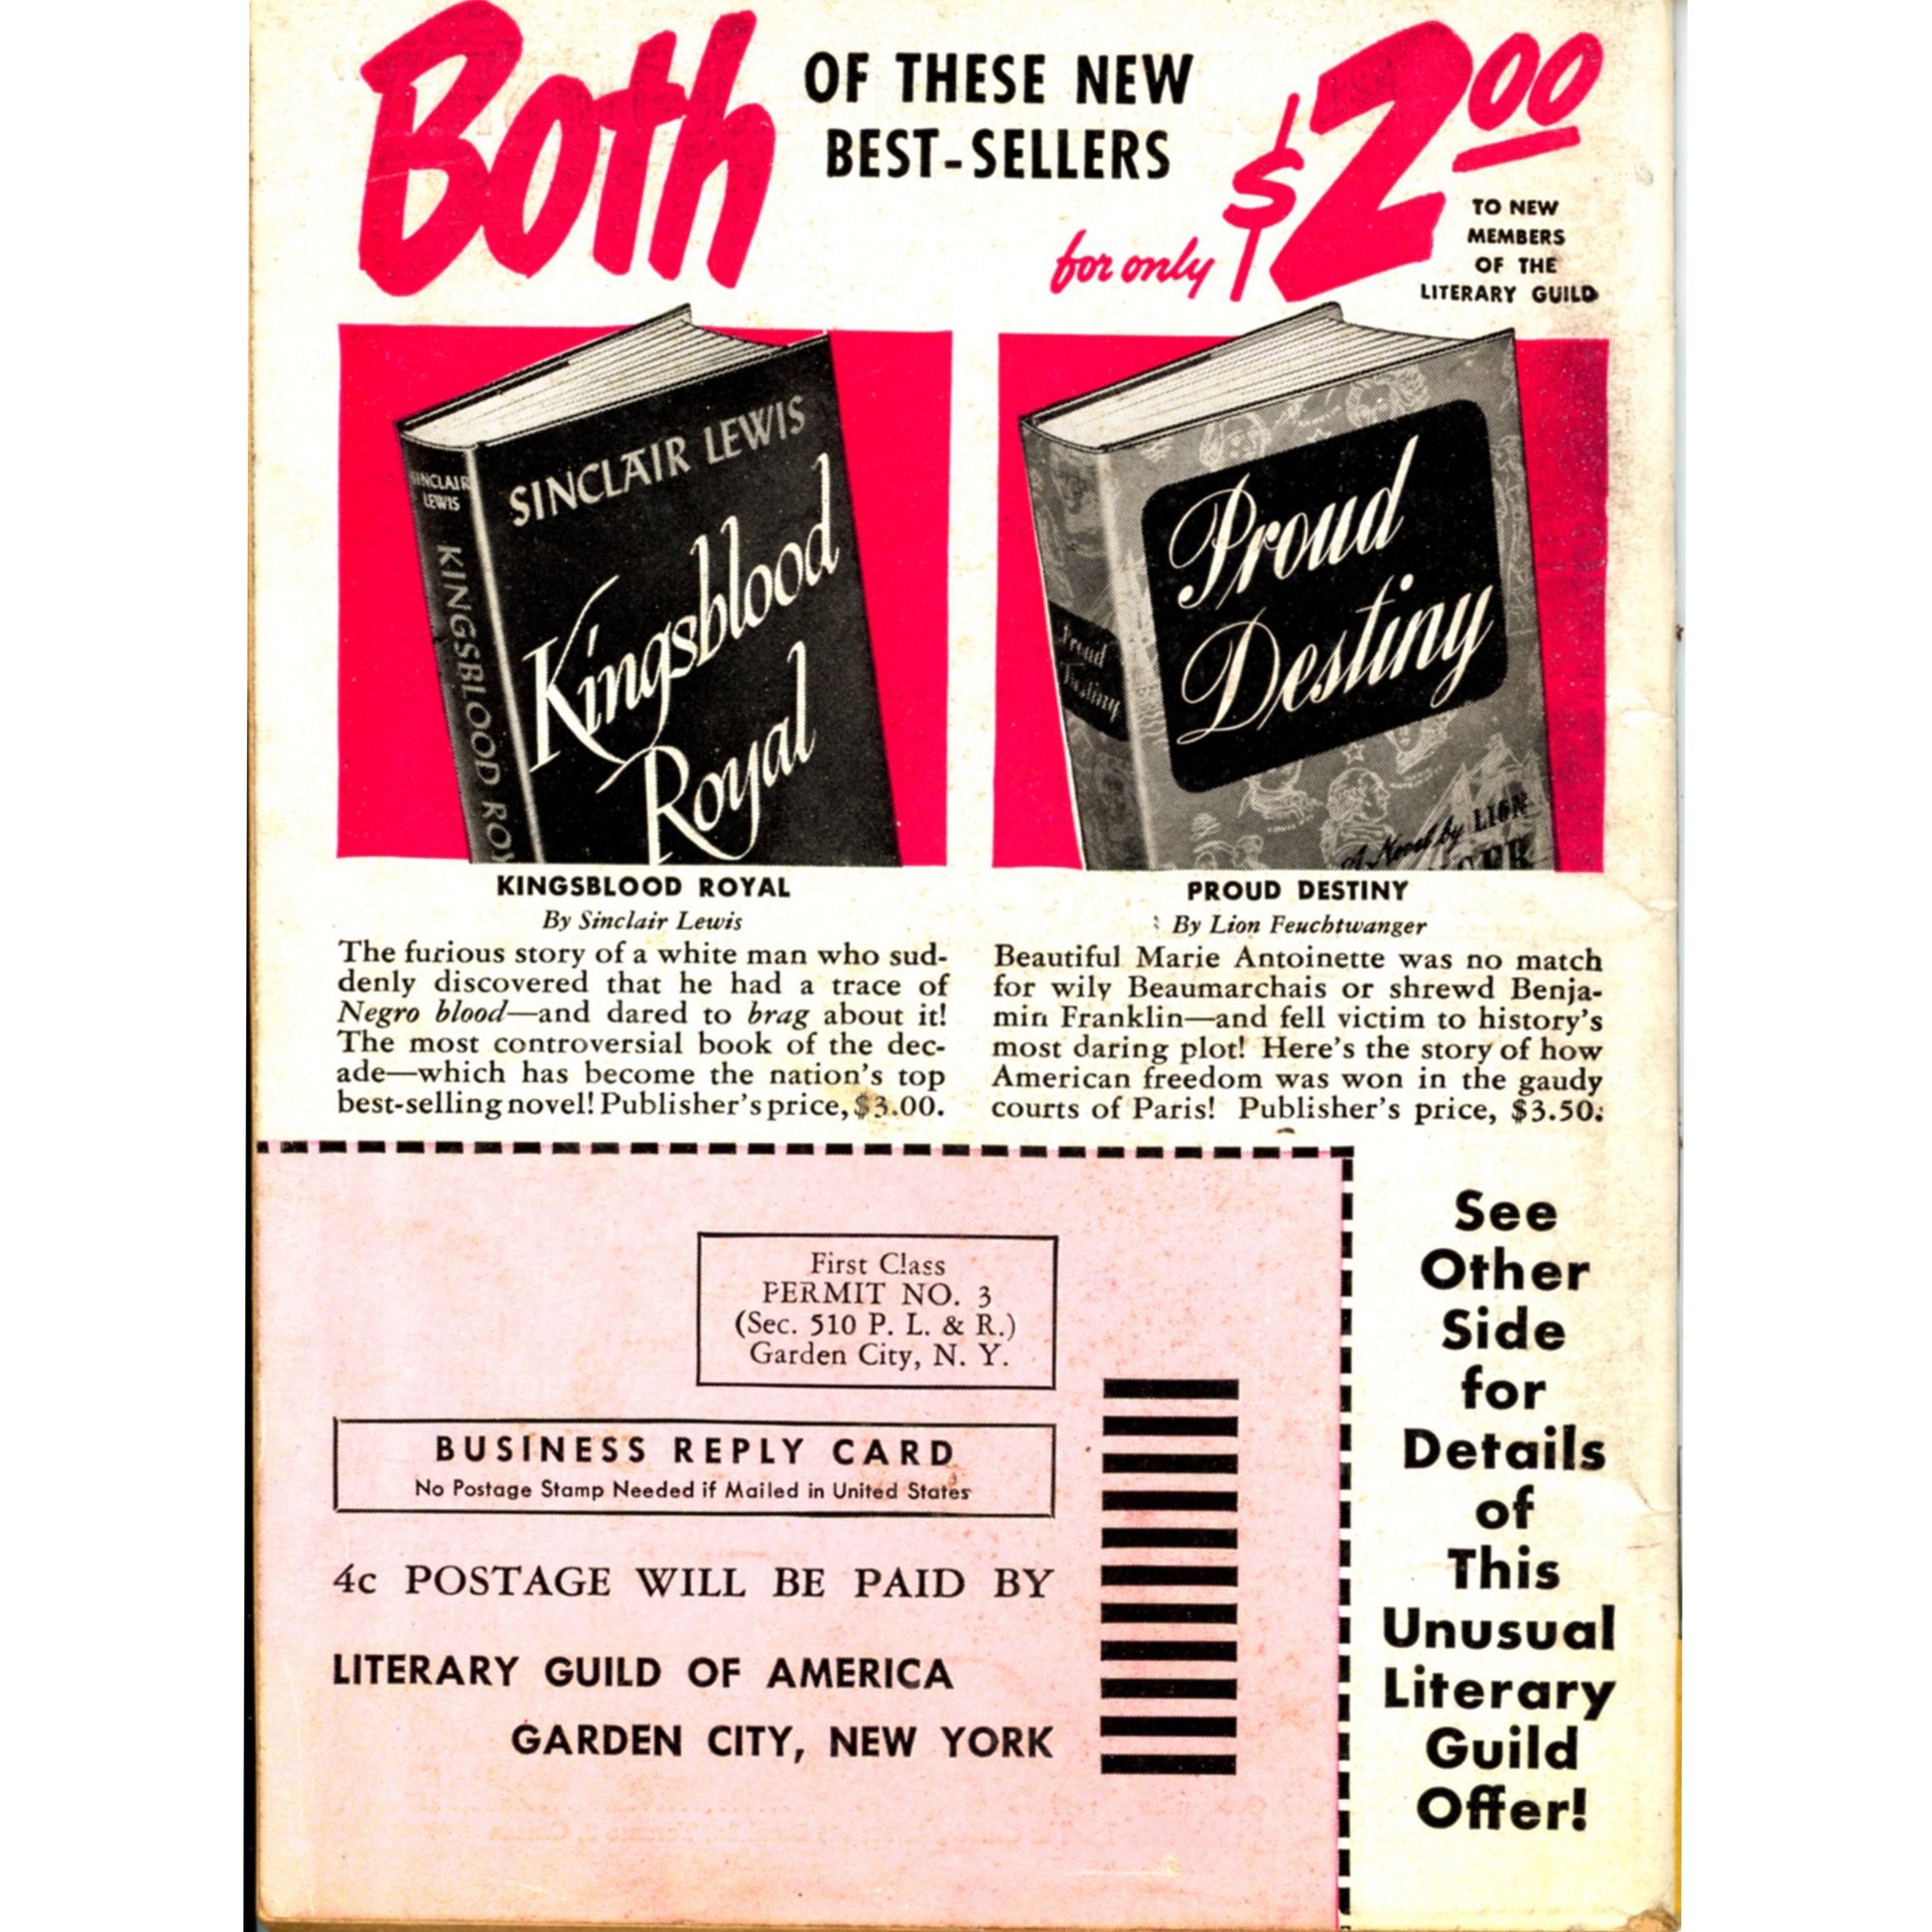 Both
OF THESE NEW
BEST-SELLERS
for only
$2.00
TO NEW
MEMBERS
OF THE
LITERARY GUILD
SINCLAIR
LEWIS
KINGSBLOOD ROY
SINCLAIR LEWIS
Kingsblood
Royal
Proud
Destiny
Proud
Destiny
A Novel by LION
KINGSBLOOD ROYAL
By Sinclair Lewis
The furious story of a white man who sud-
denly discovered that he had a trace of
Negro blood—and dared to brag about it!
The most controversial book of the dec-
ade—which has become the nation's top
best-selling novel! Publisher's price, $3.00.
PROUD DESTINY
By Lion Feuchtwanger
Beautiful Marie Antoinette was no match
for wily Beaumarchais or shrewd Benja-
min Franklin—and fell victim to history's
most daring plot! Here's the story of how
American freedom was won in the gaudy
courts of Paris! Publisher's price, $3.50.
First Class
PERMIT NO. 3
(Sec. 510 P. L. & R.)
Garden City, N. Y.
BUSINESS REPLY CARD
No Postage Stamp Needed if Mailed in United States
4c POSTAGE WILL BE PAID BY
LITERARY GUILD OF AMERICA
GARDEN CITY, NEW YORK
See
Other
Side
for
Details
of
This
Unusual
Literary
Guild
Offer!